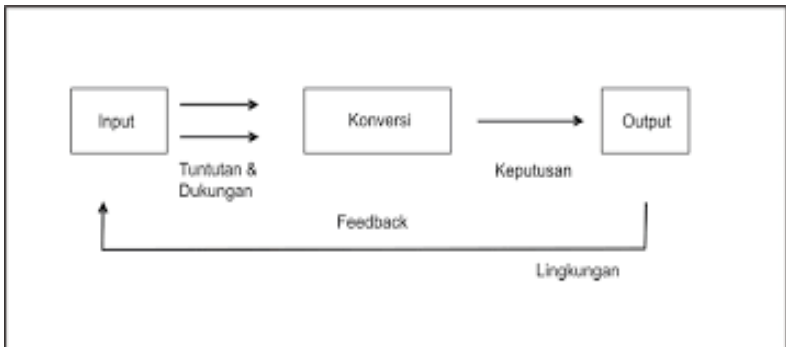 Input
Konversi
Output
Tuntutan &
Dukungan
Keputusan
Feedback
Lingkungan